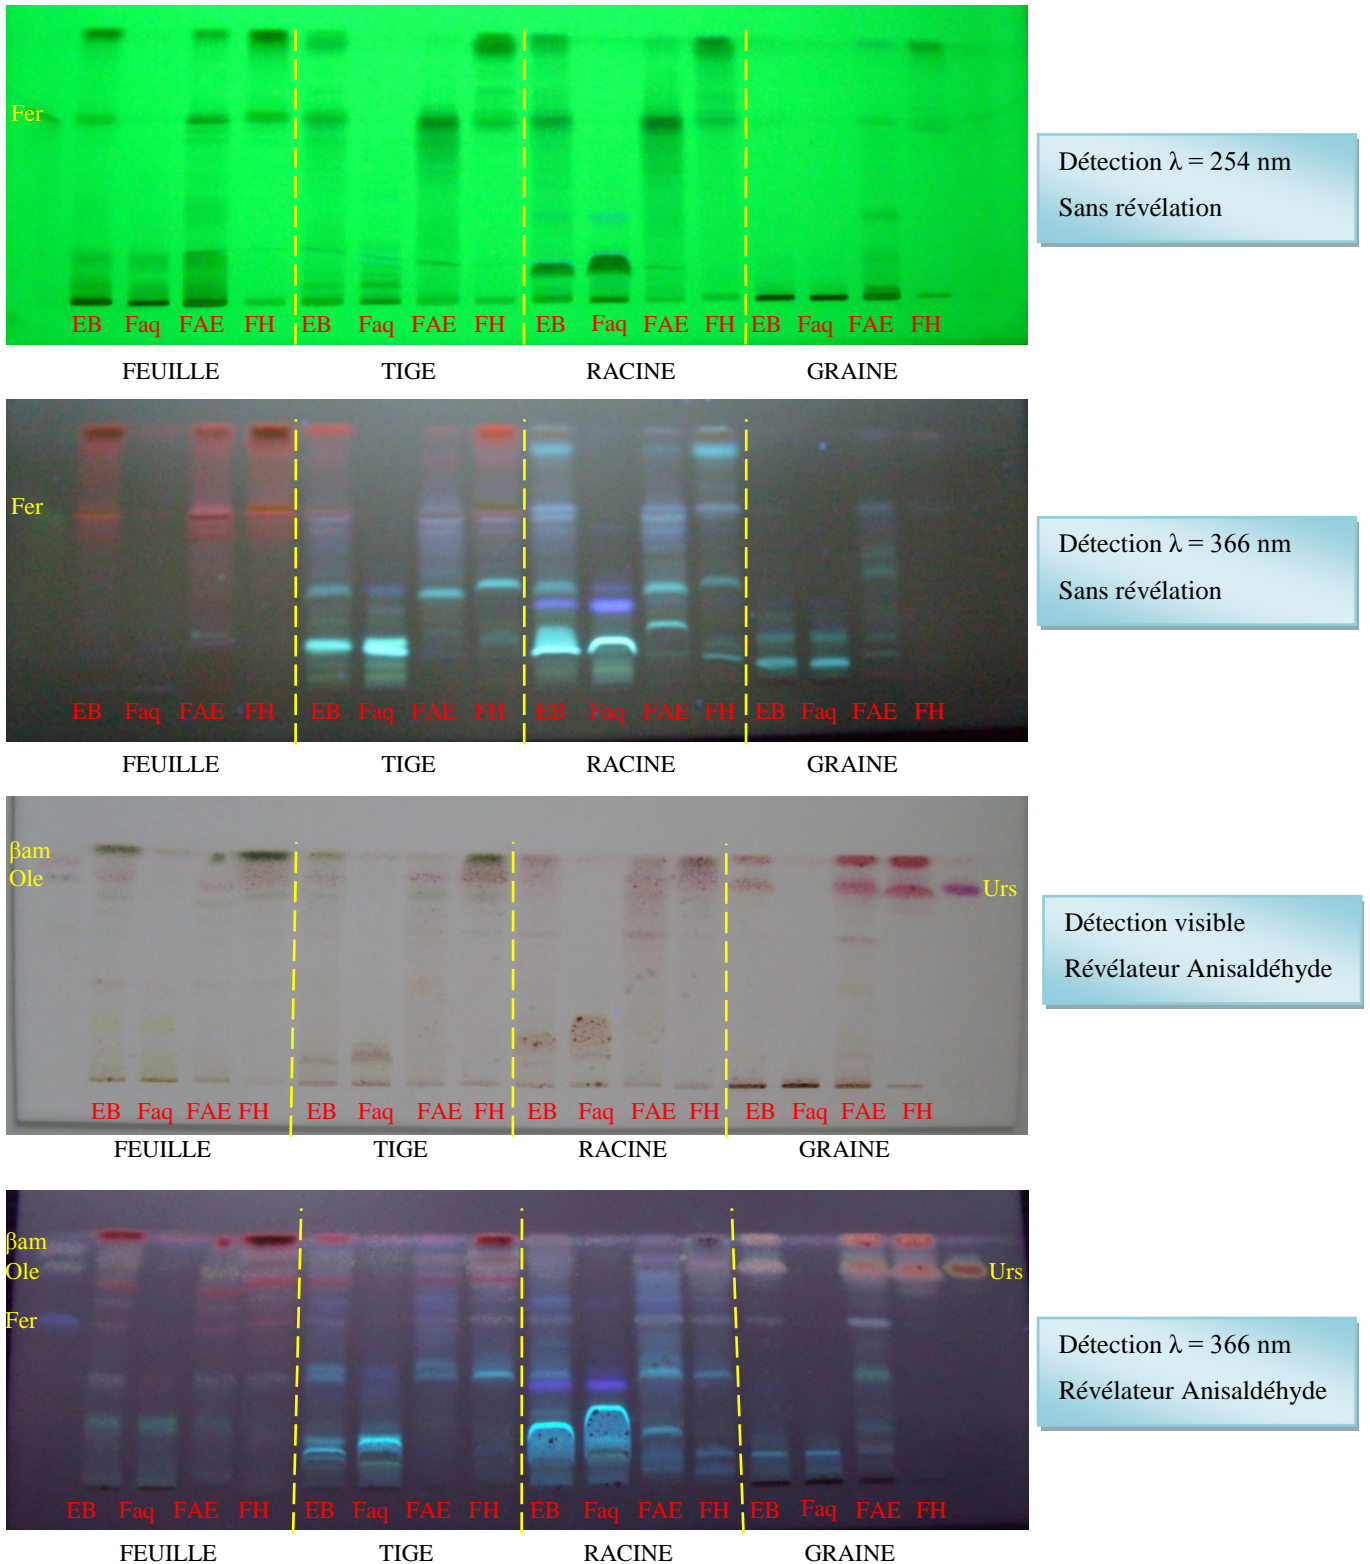 Fer
EB Faq FAE FH EB Faq FAE FH EB Faq FAE FH EB Faq FAE FH
FEUILLE TIGE RACINE GRAINE
Détection λ = 254 nm
Sans révélation
Fer
EB Faq FAE FH EB Faq FAE FH EB Faq FAE FH EB Faq FAE FH
FEUILLE TIGE RACINE GRAINE
Détection λ = 366 nm
Sans révélation
βam
Ole
Urs
EB Faq FAE FH EB Faq FAE FH EB Faq FAE FH EB Faq FAE FH
FEUILLE TIGE RACINE GRAINE
Détection visible
Révélateur Anisaldéhyde
βam
Ole
Urs
Fer
EB Faq FAE FH EB Faq FAE FH EB Faq FAE FH EB Faq FAE FH
FEUILLE TIGE RACINE GRAINE
Détection λ = 366 nm
Révélateur Anisaldéhyde